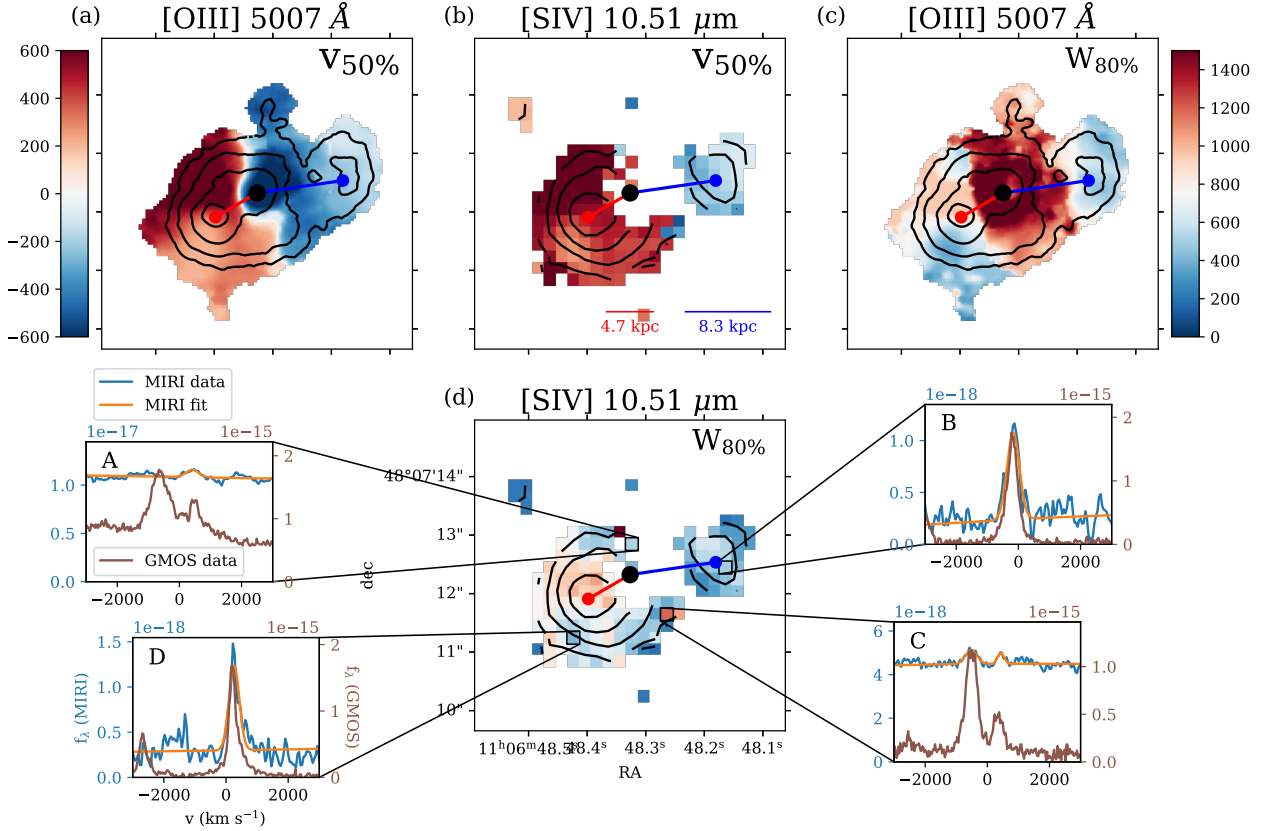 (a)
[OIII] 5007 Å
(b)
[SIV] 10.51 μm
(c)
[OIII] 5007 Å
v50%
v50%
W80%
600
400
200
0
−200
−400
−600
1400
1200
1000
800
600
400
200
0
4.7 kpc
8.3 kpc
MIRI data
MIRI fit
(d)
[SIV] 10.51 μm
W80%
1e−17
1e−15
A
1.0
0.5
0.0
2
1
0
GMOS data
−2000
0
2000
1e−18
1e−15
B
1.0
0.5
0.0
2
1
0
−2000
0
2000
48°07'14"
13"
12"
11"
10"
dec
11h06m48.5s
48.4s
48.3s
48.2s
48.1s
RA
1e−18
1e−15
D
1.5
1.0
0.5
0.0
2
1
0
fλ (MIRI)
fλ (GMOS)
−2000
0
2000
v (km s−1)
1e−18
1e−15
C
6
4
2
0
1.0
0.5
0.0
−2000
0
2000